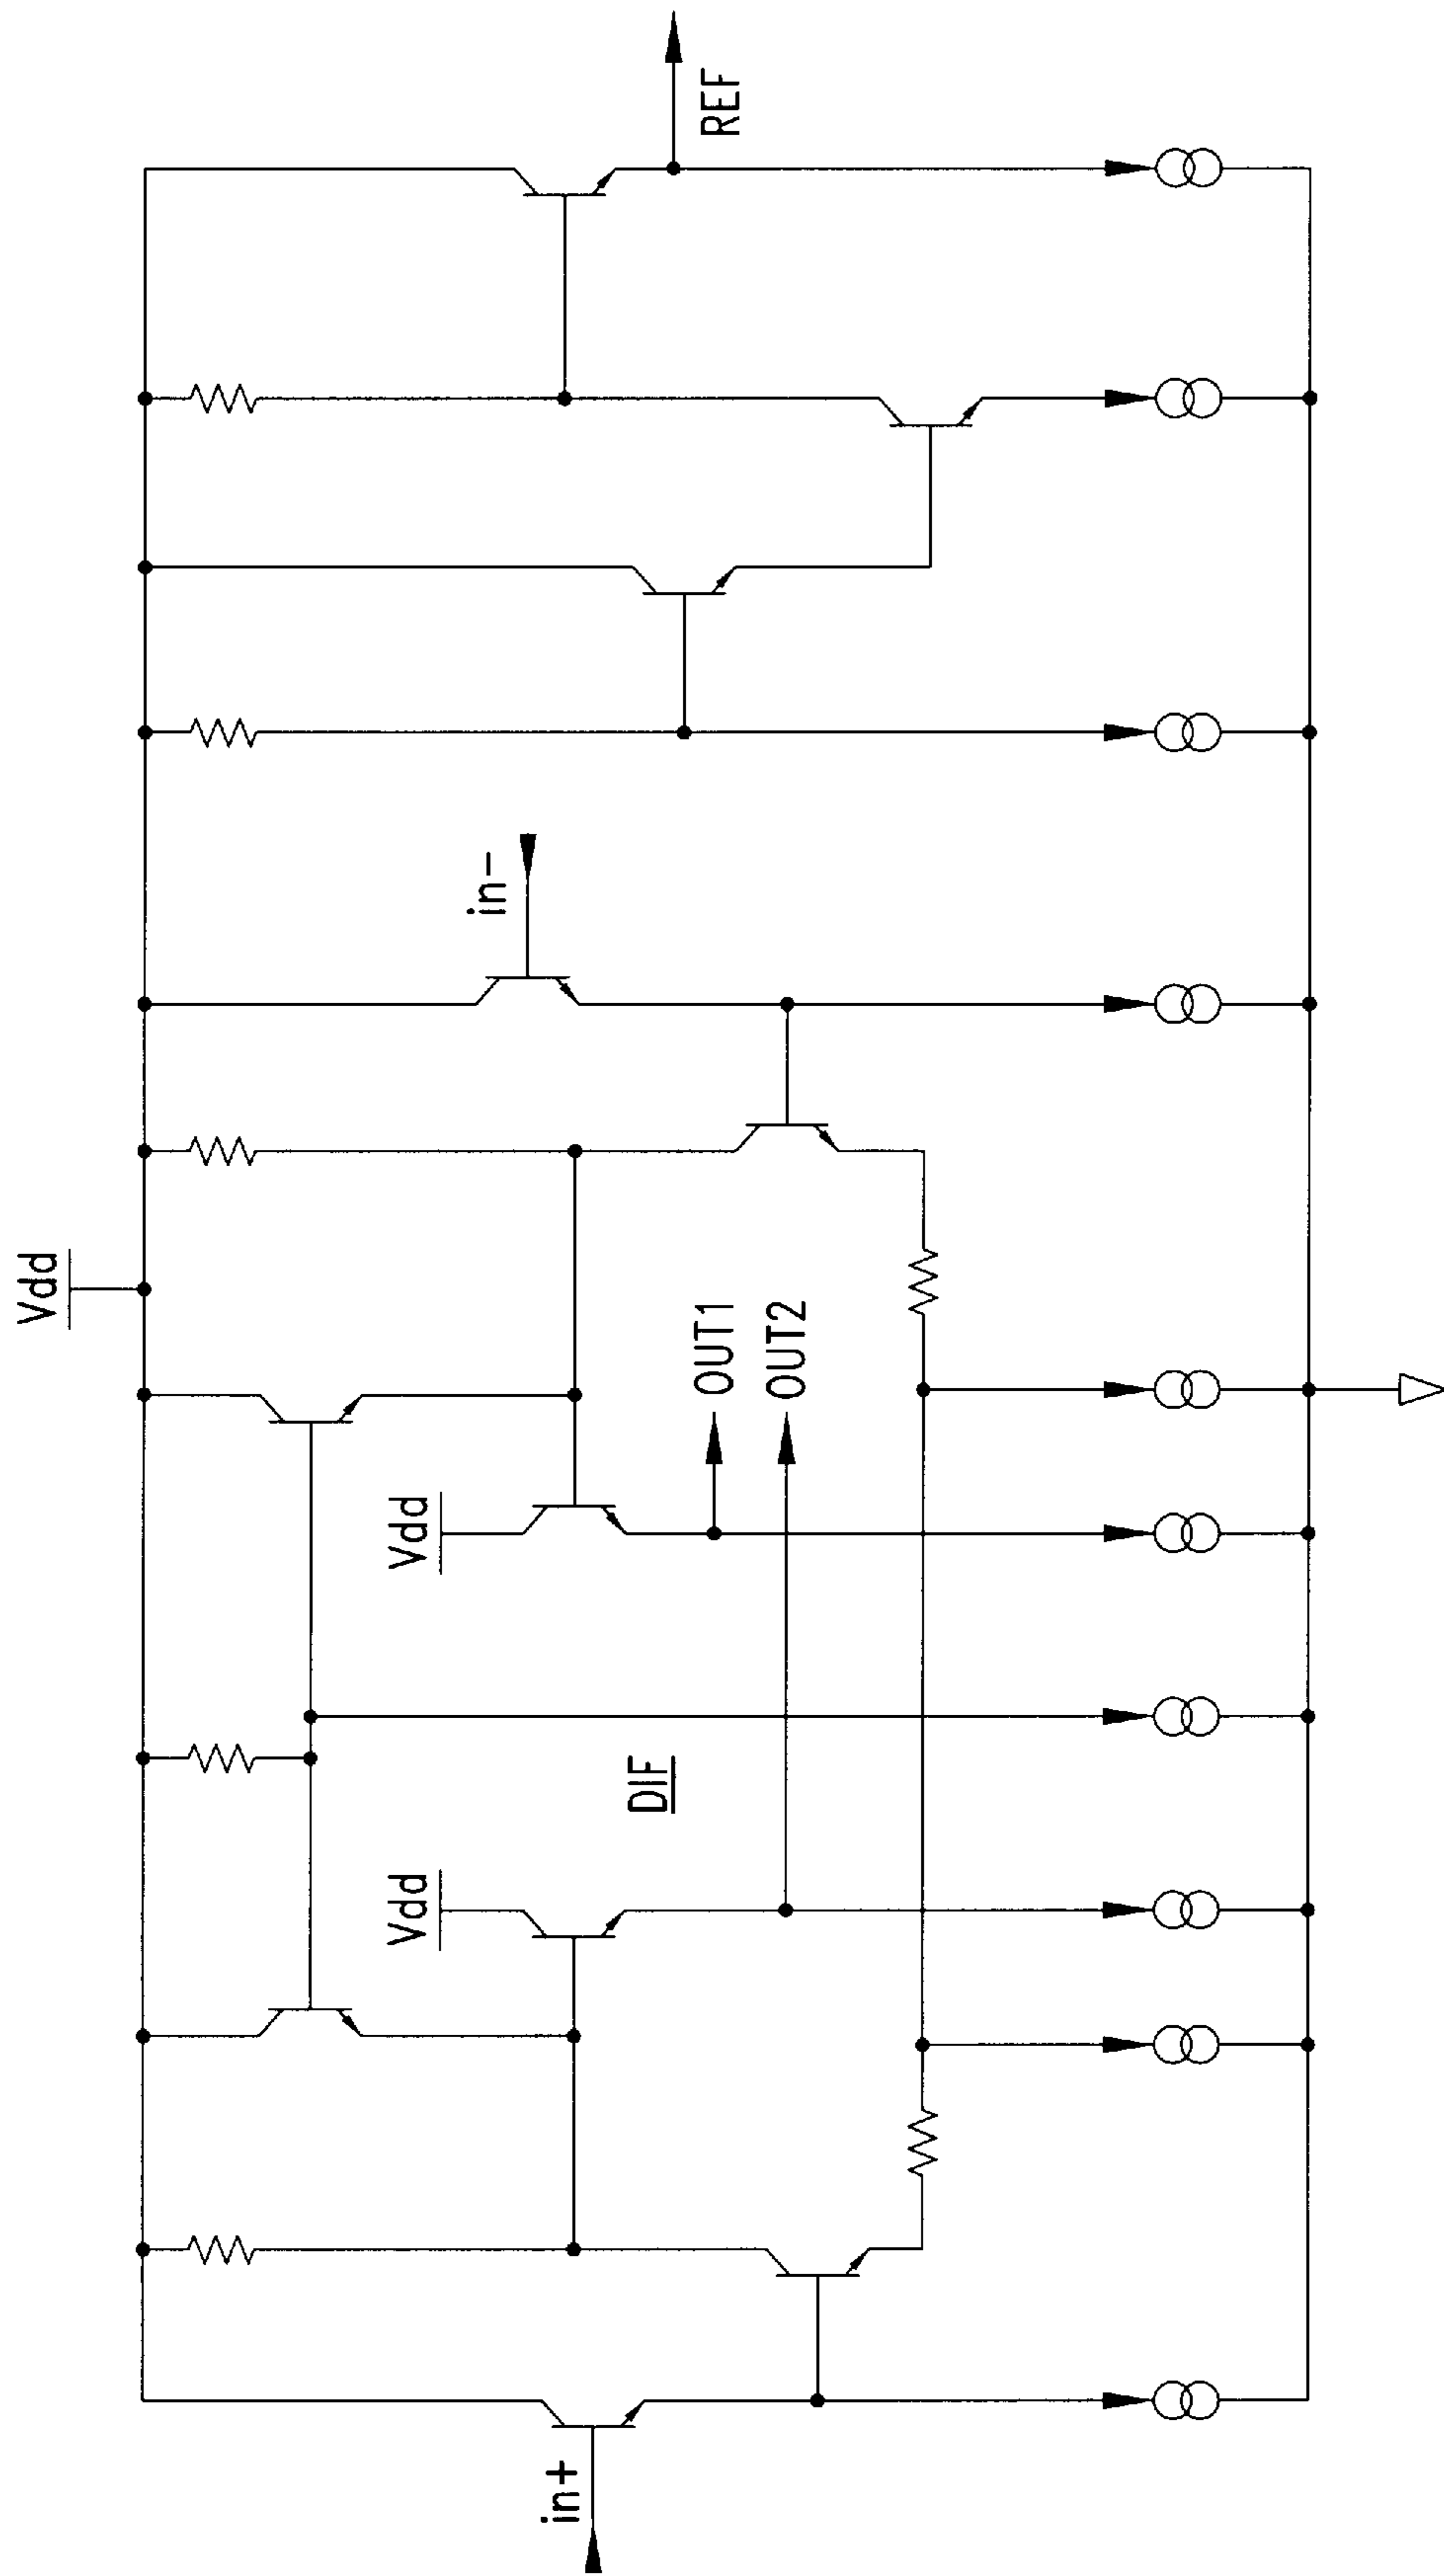 Vdd
in+
Vdd
DIF
Vdd
OUT1
OUT2
in-
REF